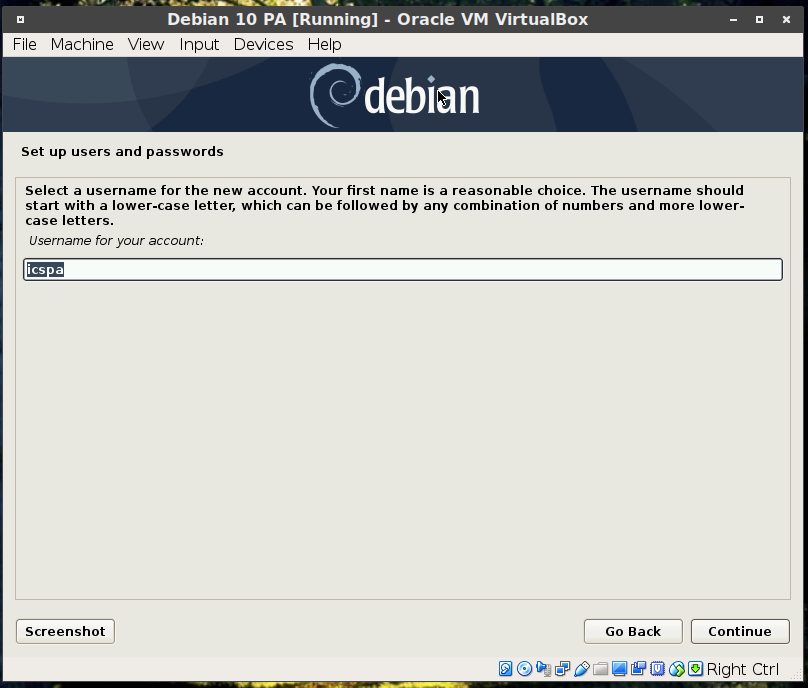 Debian 10 PA [Running] - Oracle VM VirtualBox
File Machine View Input Devices Help
debian
Set up users and passwords
Select a username for the new account. Your first name is a reasonable choice. The username should
start with a lower-case letter, which can be followed by any combination of numbers and more lower-
case letters.
Username for your account:
icspa
Screenshot Go Back Continue
Right Ctrl